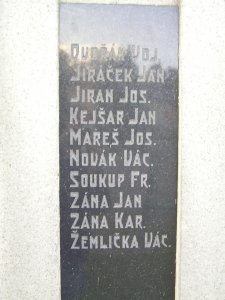 Dvořák Voj.
Jiráček Jan
Jiran Jos.
Kejšar Jan
Mareš Jos.
Novák Vác.
Soukup Fr.
Zána Jan
Zána Kar.
Žemlička Vác.